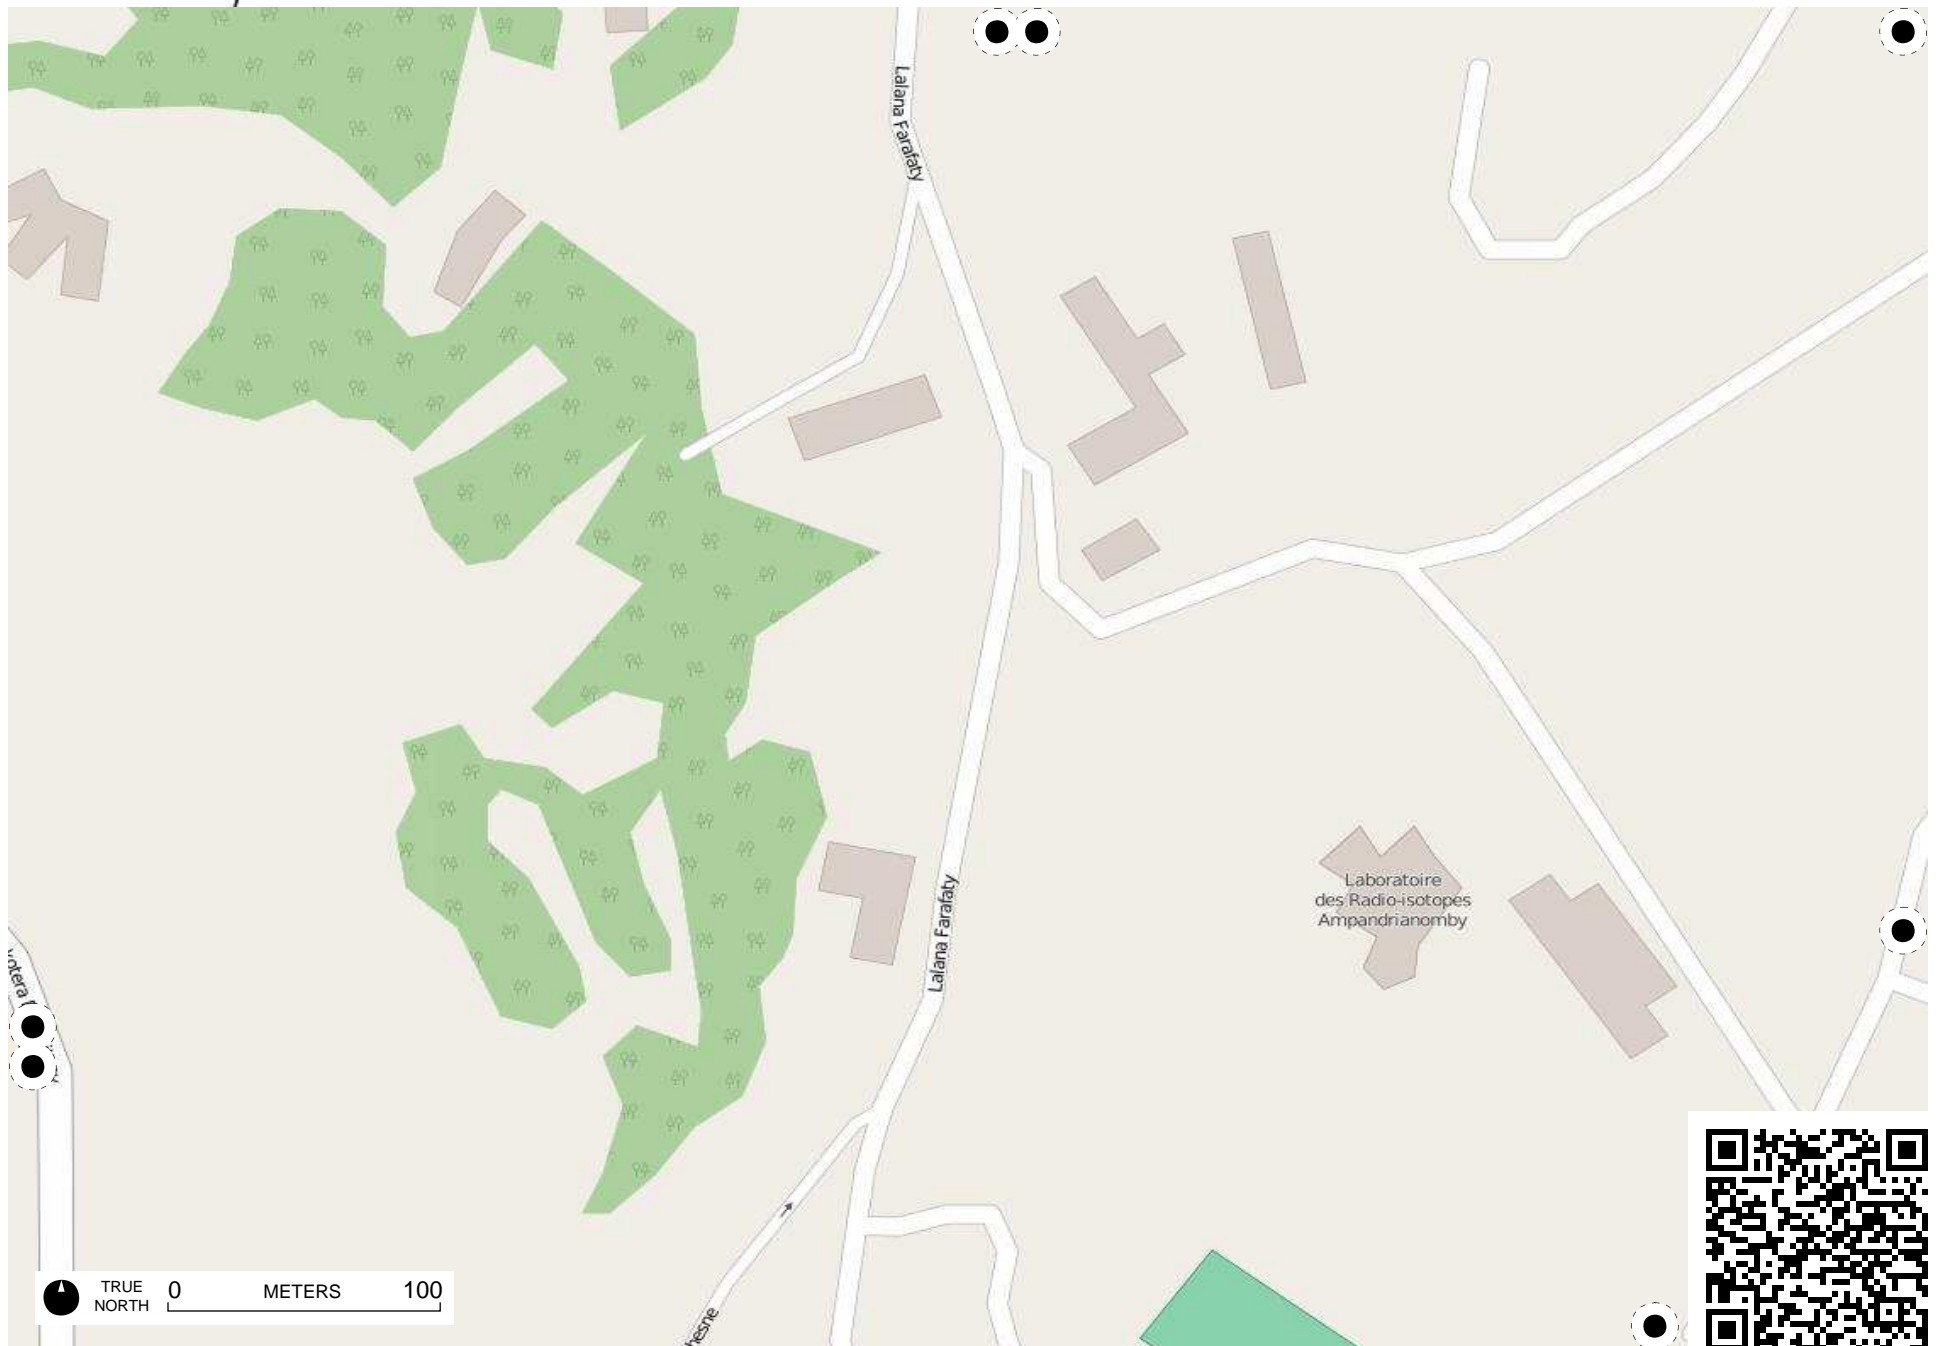 Lalana Farafaty
Laboratoire
des Radio-isotopes
Ampandrianomby
Lalana Farafaty
TRUE
NORTH
0 METERS 100